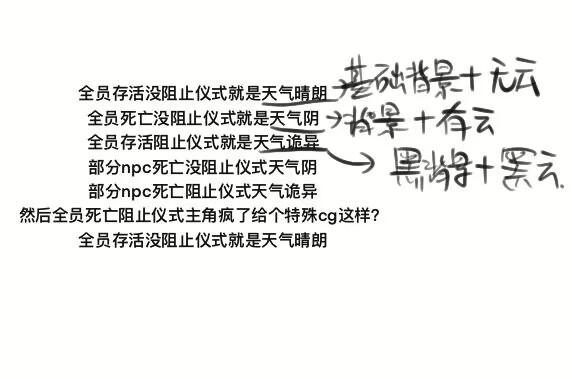 全员存活没阻止仪式就是天气晴朗→基础背景+无云
全员死亡没阻止仪式就是天气阴→背景+有云
全员存活阻止仪式就是天气诡异→黑背景+黑云
部分npc死亡没阻止仪式天气阴
部分npc死亡阻止仪式天气诡异
然后全员死亡阻止仪式主角疯了给个特殊cg这样?
全员存活没阻止仪式就是天气晴朗